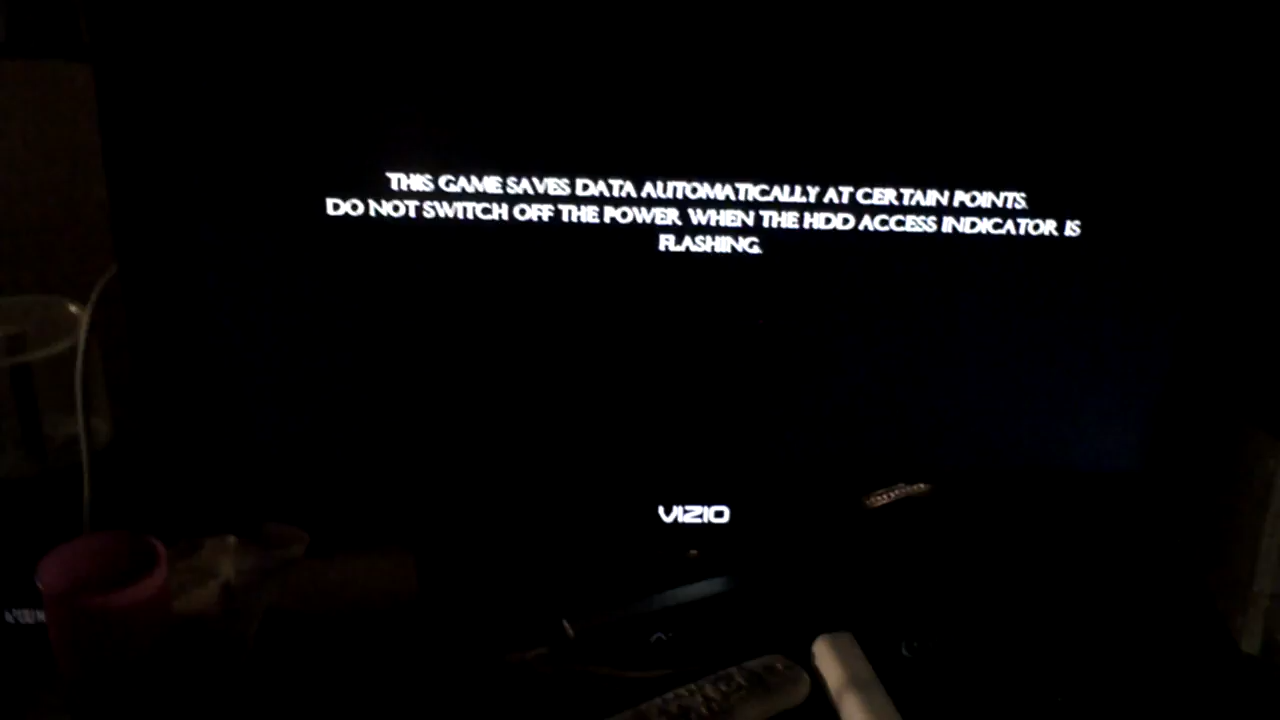 THIS GAME SAVES DATA AUTOMATICALLY AT CERTAIN POINTS.
DO NOT SWITCH OFF THE POWER WHEN THE HDD ACCESS INDICATOR IS
FLASHING.
VIZIO